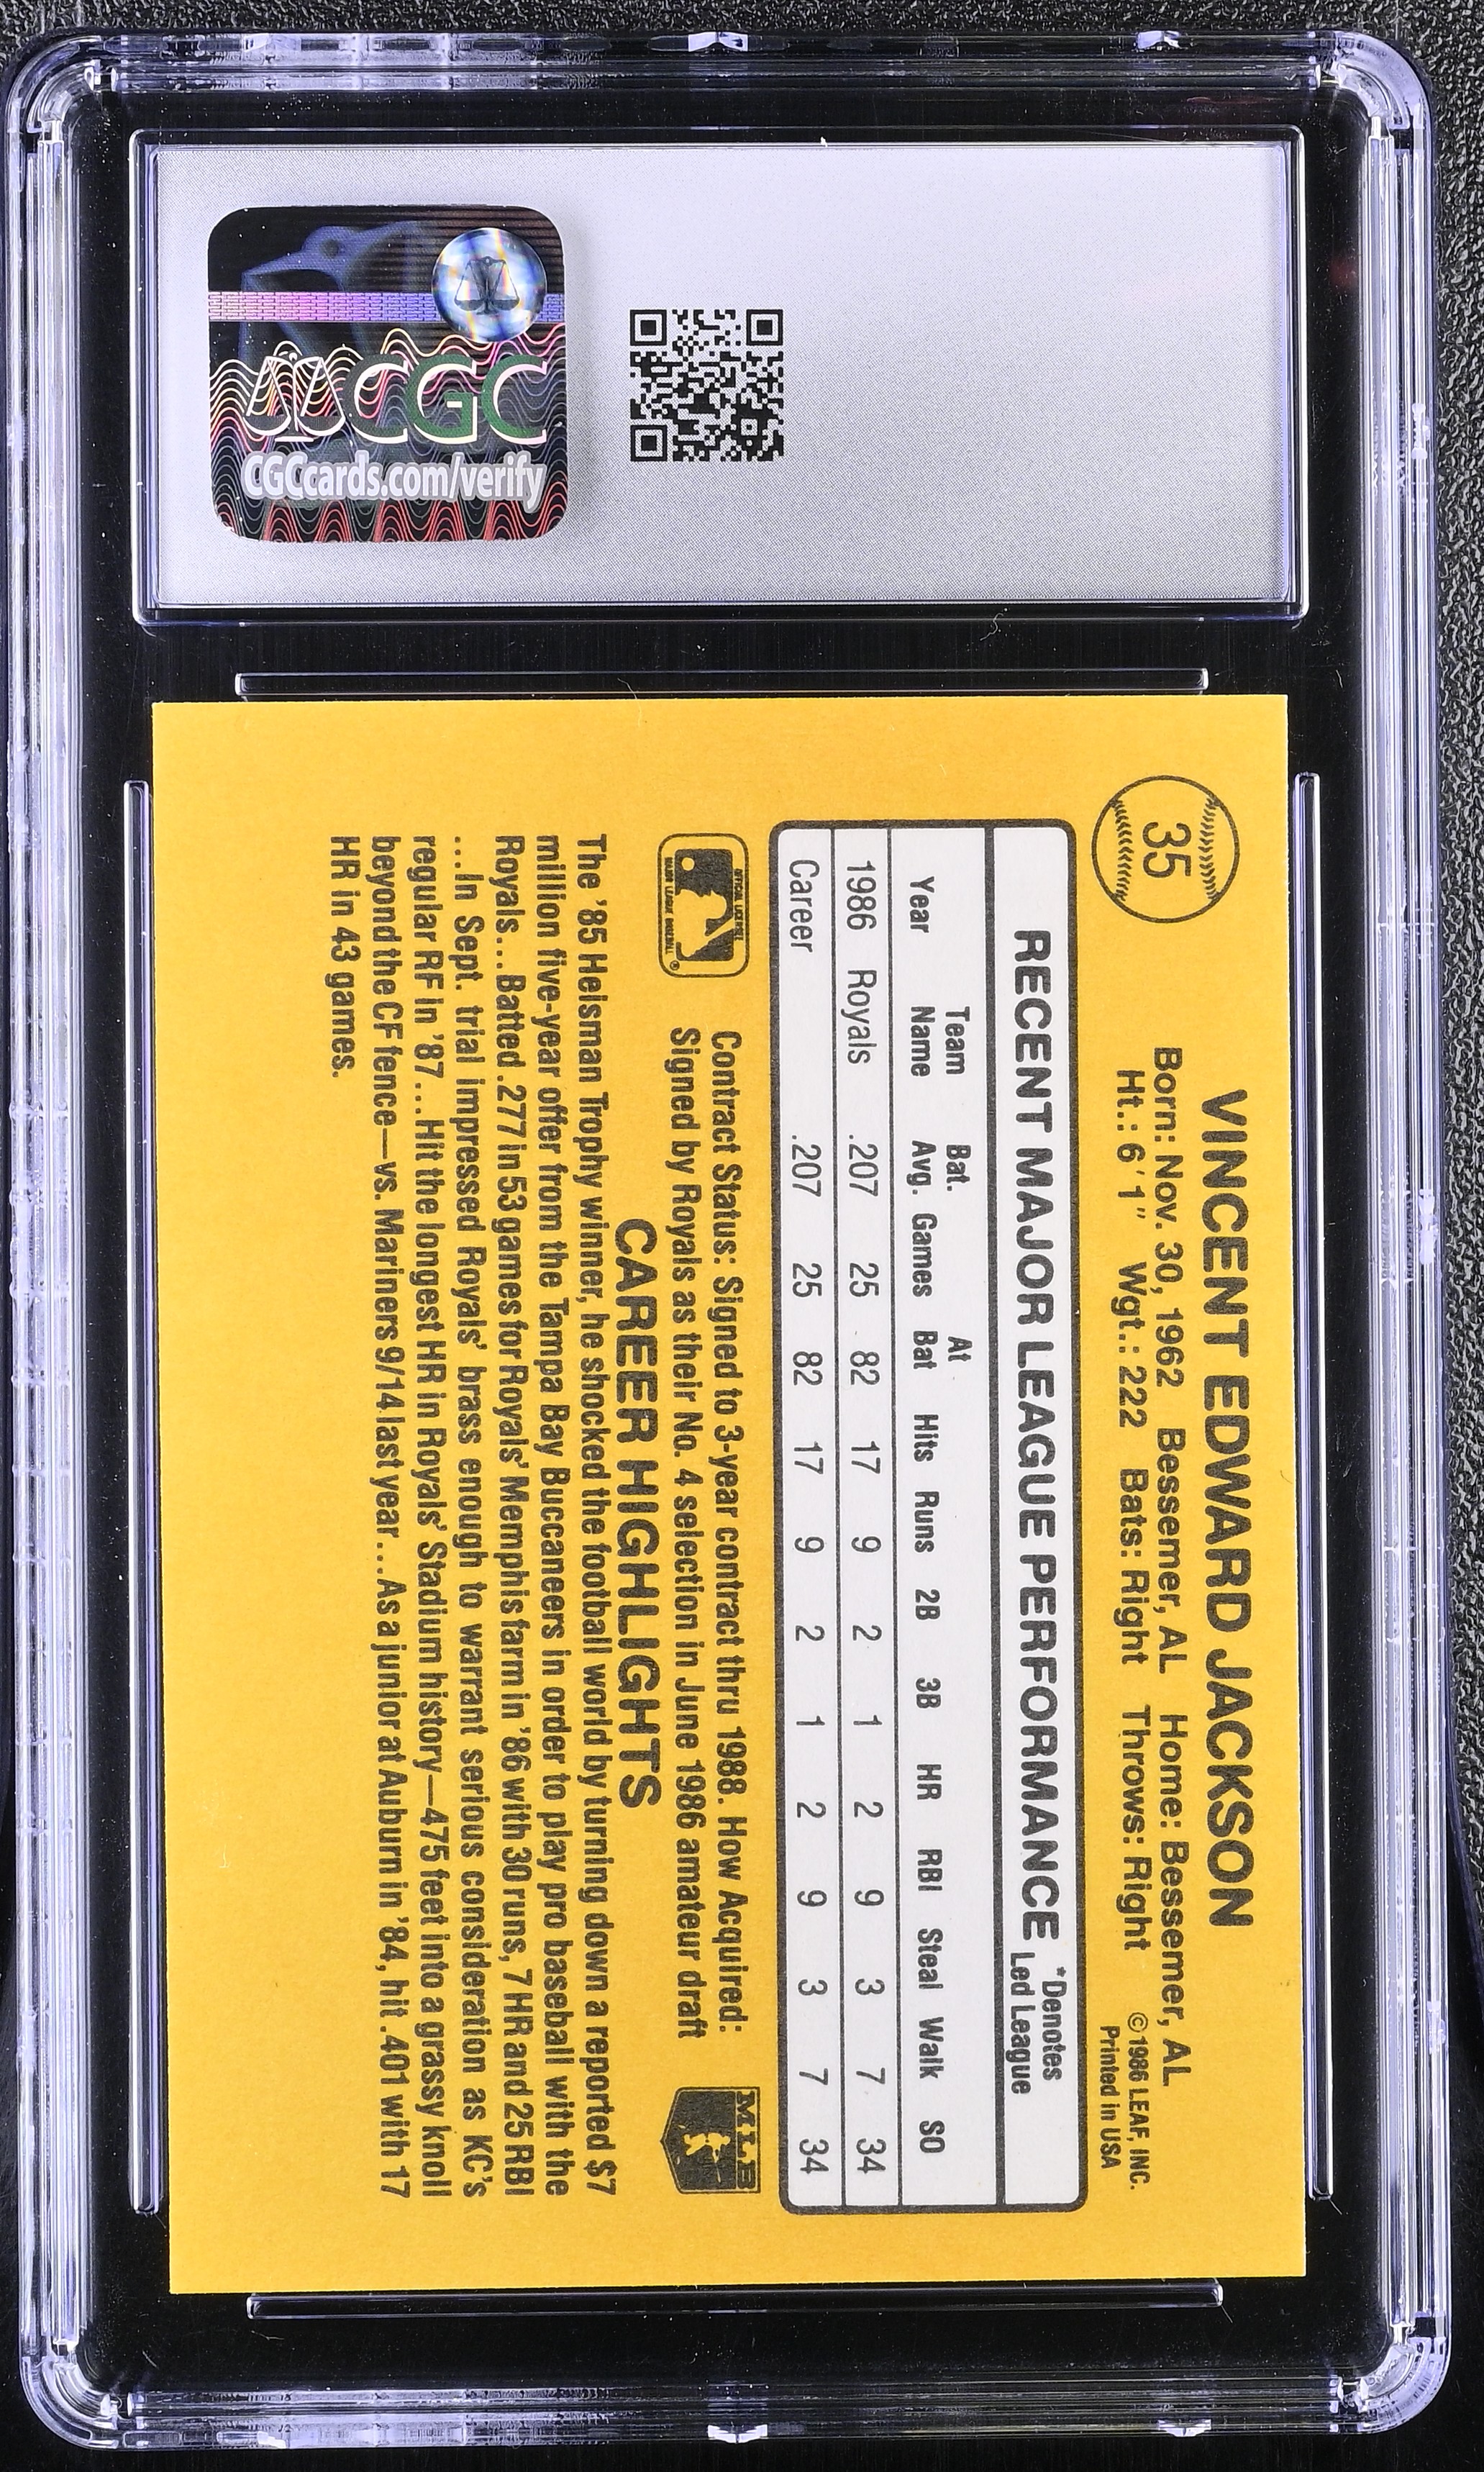 CGC
CGCcards.com/verify
35
VINCENT EDWARD JACKSON
Born: Nov. 30, 1962 Bessemer, AL Home: Bessemer, AL
Ht.: 6'1" Wgt.: 222 Bats: Right Throws: Right
© 1986 LEAF, INC.
Printed in USA
RECENT MAJOR LEAGUE PERFORMANCE *Denotes Led League
Year Team Name Bat. Avg. Games At Bat Hits Runs 2B 3B HR RBI Steal Walk SO
1986 Royals .207 25 82 17 9 2 1 2 9 3 7 34
Career .207 25 82 17 9 2 1 2 9 3 7 34
OFFICIAL LICENSEE
MAJOR LEAGUE BASEBALL
®
Contract Status: Signed to 3-year contract thru 1988. How Acquired:
Signed by Royals as their No. 4 selection in June 1986 amateur draft
MLB
CAREER HIGHLIGHTS
The '85 Heisman Trophy winner, he shocked the football world by turning down a reported $7
million five-year offer from the Tampa Bay Buccaneers in order to play pro baseball with the
Royals...Batted .277 in 53 games for Royals' Memphis farm in '86 with 30 runs, 7 HR and 25 RBI
...In Sept. trial impressed Royals' brass enough to warrant serious consideration as KC's
regular RF in '87...Hit the longest HR in Royals' Stadium history—475 feet into a grassy knoll
beyond the CF fence—vs. Mariners 9/14 last year...As a junior at Auburn in '84, hit .401 with 17
HR in 43 games.